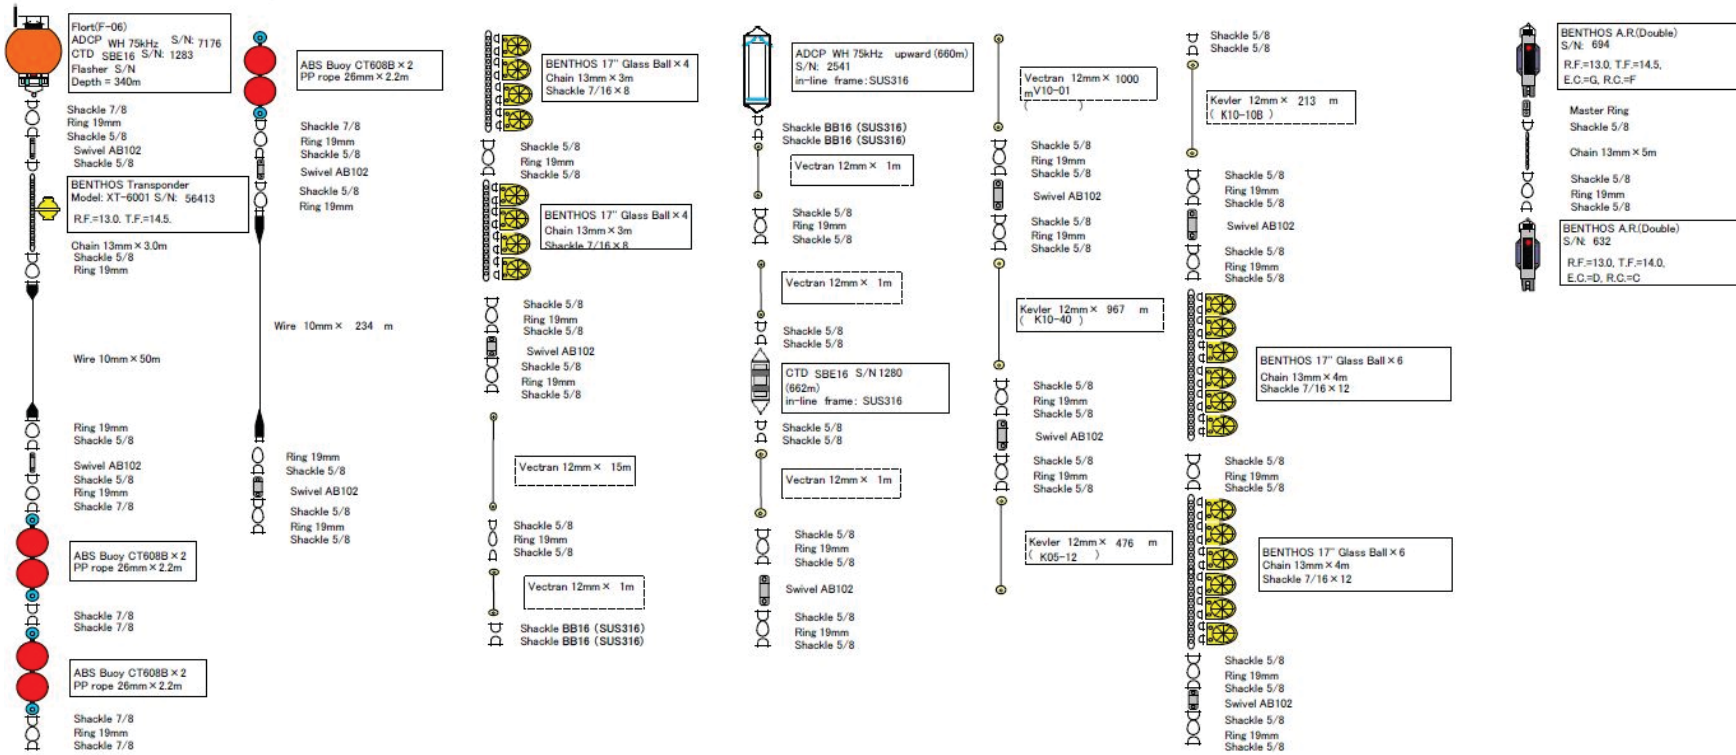 Flort(F-06)
ADCP WH 75kHz S/N: 7176
CTD SBE16 S/N: 1283
Flasher S/N
Depth = 340m
Shackle 7/8
Ring 19mm
Shackle 5/8
Swivel AB102
Shackle 5/8
BENTHOS Transponder
Model: XT-6001 S/N: 56413
R.F.=13.0. T.F.=14.5.
Chain 13mm×3.0m
Shackle 5/8
Ring 19mm
Wire 10mm×50m
Ring 19mm
Shackle 5/8
Swivel AB102
Shackle 5/8
Ring 19mm
Shackle 7/8
ABS Buoy CT608B×2
PP rope 26mm×2.2m
Shackle 7/8
Shackle 7/8
ABS Buoy CT608B×2
PP rope 26mm×2.2m
Shackle 7/8
Ring 19mm
Shackle 7/8
ABS Buoy CT608B×2
PP rope 26mm×2.2m
Shackle 7/8
Ring 19mm
Shackle 5/8
Swivel AB102
Shackle 5/8
Ring 19mm
Wire 10mm× 234 m
Ring 19mm
Shackle 5/8
Swivel AB102
Shackle 5/8
Ring 19mm
Shackle 5/8
BENTHOS 17" Glass Ball×4
Chain 13mm×3m
Shackle 7/16×8
Shackle 5/8
Ring 19mm
Shackle 5/8
BENTHOS 17" Glass Ball×4
Chain 13mm×3m
Shackle 7/16×8
Shackle 5/8
Ring 19mm
Shackle 5/8
Swivel AB102
Shackle 5/8
Ring 19mm
Shackle 5/8
Vectran 12mm× 15m
Shackle 5/8
Ring 19mm
Shackle 5/8
Vectran 12mm× 1m
Shackle BB16 (SUS316)
Shackle BB16 (SUS316)
ADCP WH 75kHz upward (660m)
S/N: 2541
in-line frame: SUS316
Shackle BB16 (SUS316)
Shackle BB16 (SUS316)
Vectran 12mm× 1m
Shackle 5/8
Ring 19mm
Shackle 5/8
Vectran 12mm× 1m
Shackle 5/8
Shackle 5/8
CTD SBE16 S/N 1280
(662m)
in-line frame: SUS316
Shackle 5/8
Shackle 5/8
Vectran 12mm× 1m
Shackle 5/8
Ring 19mm
Shackle 5/8
Swivel AB102
Shackle 5/8
Ring 19mm
Shackle 5/8
Vectran 12mm× 1000
mV10-01
( )
Shackle 5/8
Ring 19mm
Shackle 5/8
Swivel AB102
Shackle 5/8
Ring 19mm
Shackle 5/8
Kevler 12mm× 967 m
( K10-40 )
Shackle 5/8
Ring 19mm
Shackle 5/8
Swivel AB102
Shackle 5/8
Ring 19mm
Shackle 5/8
Kevler 12mm× 476 m
( K05-12 )
Shackle 5/8
Shackle 5/8
Kevler 12mm× 213 m
( K10-10B )
Shackle 5/8
Ring 19mm
Shackle 5/8
Swivel AB102
Shackle 5/8
Ring 19mm
Shackle 5/8
BENTHOS 17" Glass Ball×6
Chain 13mm×4m
Shackle 7/16×12
Shackle 5/8
Ring 19mm
Shackle 5/8
BENTHOS 17" Glass Ball×6
Chain 13mm×4m
Shackle 7/16×12
Shackle 5/8
Ring 19mm
Shackle 5/8
Swivel AB102
Shackle 5/8
Ring 19mm
Shackle 5/8
BENTHOS A.R.(Double)
S/N: 694
R.F.=13.0, T.F.=14.5,
E.C.=G, R.C.=F
Master Ring
Shackle 5/8
Chain 13mm×5m
Shackle 5/8
Ring 19mm
Shackle 5/8
BENTHOS A.R.(Double)
S/N: 632
R.F.=13.0, T.F.=14.0,
E.C.=D, R.C.=C